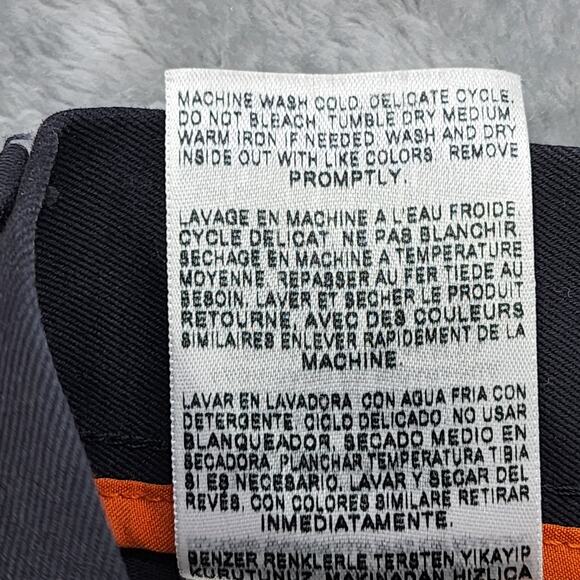 MACHINE WASH COLD, DELICATE CYCLE.
DO NOT BLEACH. TUMBLE DRY MEDIUM.
WARM IRON IF NEEDED. WASH AND DRY
INSIDE OUT WITH LIKE COLORS. REMOVE
PROMPTLY.
LAVAGE EN MACHINE A L'EAU FROIDE.
CYCLE DELICAT. NE PAS BLANCHIR.
SECHAGE EN MACHINE A TEMPERATURE
MOYENNE. REPASSER AU FER TIEDE AU
BESOIN. LAVER ET SECHER LE PRODUIT
RETOURNE, AVEC DES COULEURS
SIMILAIRES ENLEVER RAPIDEMENT DE LA
MACHINE.
LAVAR EN LAVADORA CON AGUA FRIA CON
DETERGENTE. CICLO DELICADO. NO USAR
BLANQUEADOR. SECADO MEDIO EN
SECADORA. PLANCHAR TEMPERATURA TIBIA
SI ES NECESARIO. LAVAR Y SECAR DEL
REVES, CON COLORES SIMILARE RETIRAR
INMEDIATAMENTE.
BENZER RENKLERLE TERSTEN YIKAYIP
KURUTUNUZ. MAKINADAN HIZLICA